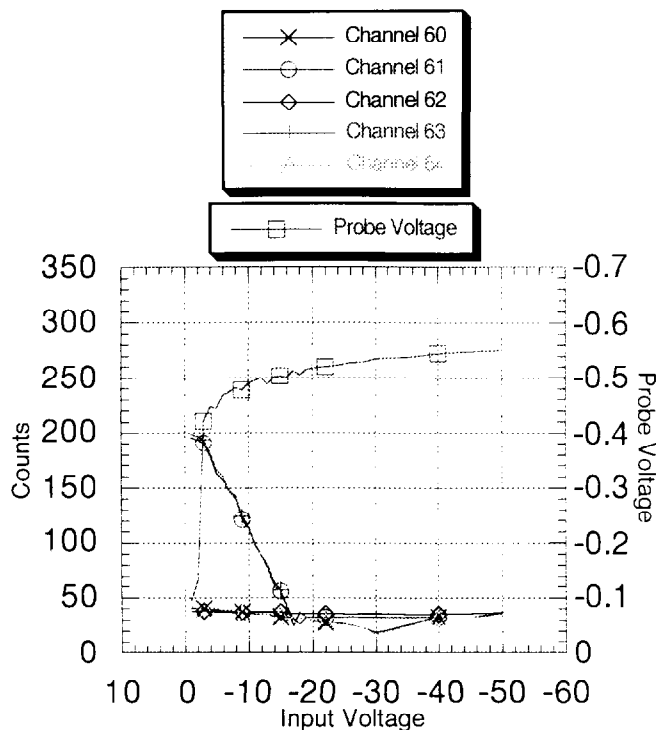 Channel 60
Channel 61
Channel 62
Channel 63
Channel
Probe Voltage
350 -0.7
300 -0.6
250 -0.5
200 -0.4
150 -0.3
100 -0.2
50 -0.1
0 0
Counts
Probe Voltage
10 0 -10 -20 -30 -40 -50 -60
Input Voltage